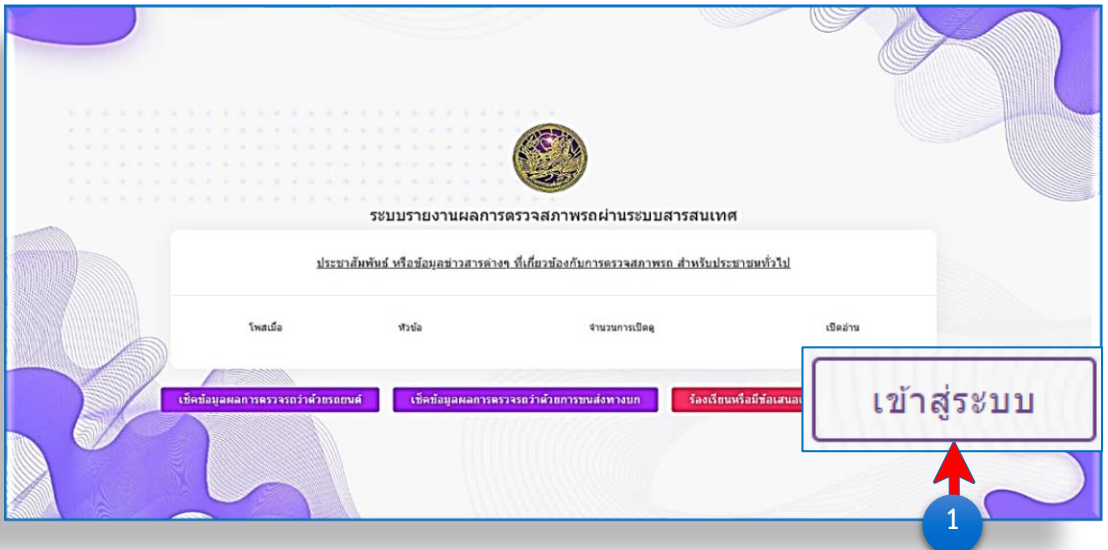 ระบบรายงานผลการตรวจสภาพรถผ่านระบบสารสนเทศ
ประชาสัมพันธ์ หรือข้อมูลข่าวสารต่างๆ ที่เกี่ยวข้องกับการตรวจสภาพรถ สำหรับประชาชนทั่วไป
โพสเมื่อ หัวข้อ จำนวนการเปิดดู เปิดอ่าน
เช็คข้อมูลผลการตรวจรถว่าด้วยรถยนต์ เช็คข้อมูลผลการตรวจรถว่าด้วยการขนส่งทางบก ร้องเรียนหรือมีข้อเสนอแ
เข้าสู่ระบบ
1